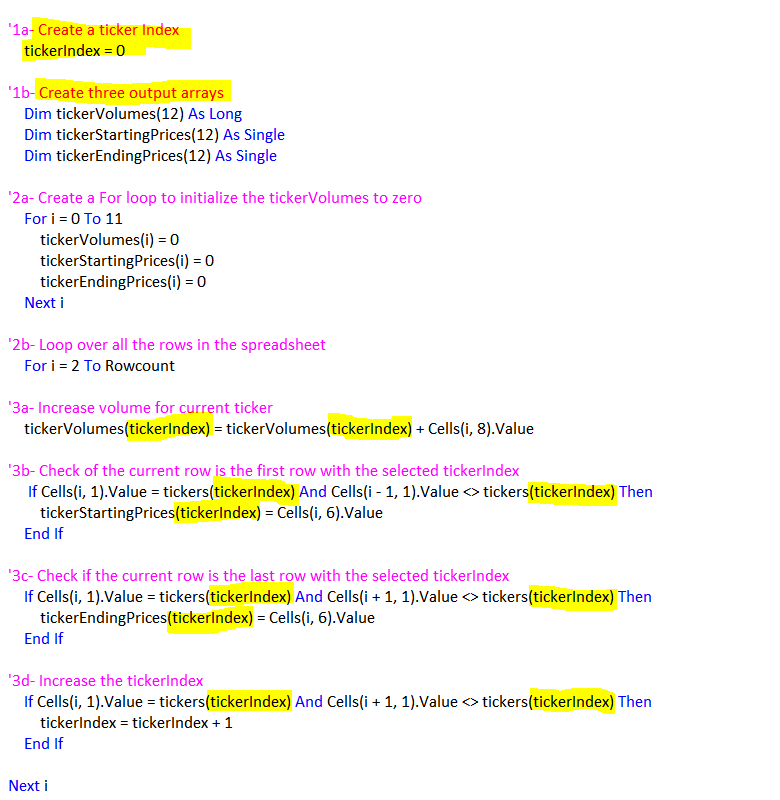 '1a- Create a ticker Index
tickerIndex = 0
'1b- Create three output arrays
Dim tickerVolumes(12) As Long
Dim tickerStartingPrices(12) As Single
Dim tickerEndingPrices(12) As Single
'2a- Create a For loop to initialize the tickerVolumes to zero
For i = 0 To 11
tickerVolumes(i) = 0
tickerStartingPrices(i) = 0
tickerEndingPrices(i) = 0
Next i
'2b- Loop over all the rows in the spreadsheet
For i = 2 To Rowcount
'3a- Increase volume for current ticker
tickerVolumes(tickerIndex) = tickerVolumes(tickerIndex) + Cells(i, 8).Value
'3b- Check of the current row is the first row with the selected tickerIndex
If Cells(i, 1).Value = tickers(tickerIndex) And Cells(i - 1, 1).Value <> tickers(tickerIndex) Then
tickerStartingPrices(tickerIndex) = Cells(i, 6).Value
End If
'3c- Check if the current row is the last row with the selected tickerIndex
If Cells(i, 1).Value = tickers(tickerIndex) And Cells(i + 1, 1).Value <> tickers(tickerIndex) Then
tickerEndingPrices(tickerIndex) = Cells(i, 6).Value
End If
'3d- Increase the tickerIndex
If Cells(i, 1).Value = tickers(tickerIndex) And Cells(i + 1, 1).Value <> tickers(tickerIndex) Then
tickerIndex = tickerIndex + 1
End If
Next i